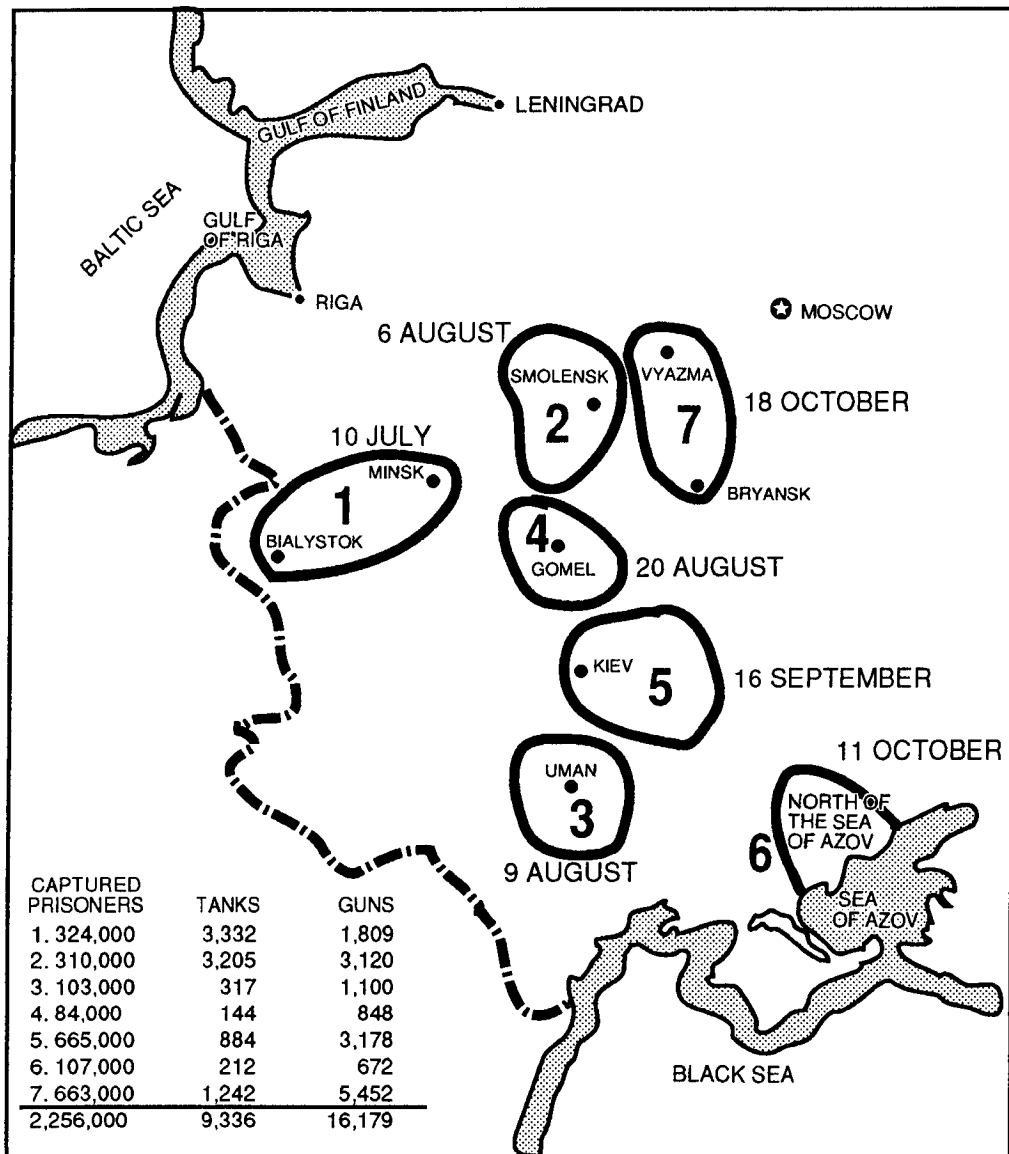 LENINGRAD
GULF OF FINLAND
BALTIC SEA
GULF
OF RIGA
RIGA
MOSCOW
6 AUGUST
SMOLENSK
2
VYAZMA
7
18 OCTOBER
BRYANSK
10 JULY
MINSK
1
BIALYSTOK
4
GOMEL
20 AUGUST
KIEV
5
16 SEPTEMBER
11 OCTOBER
UMAN
3
9 AUGUST
NORTH OF
THE SEA
OF AZOV
6
SEA
OF AZOV
BLACK SEA
CAPTURED
PRISONERS TANKS GUNS
1. 324,000 3,332 1,809
2. 310,000 3,205 3,120
3. 103,000 317 1,100
4. 84,000 144 848
5. 665,000 884 3,178
6. 107,000 212 672
7. 663,000 1,242 5,452
2,256,000 9,336 16,179